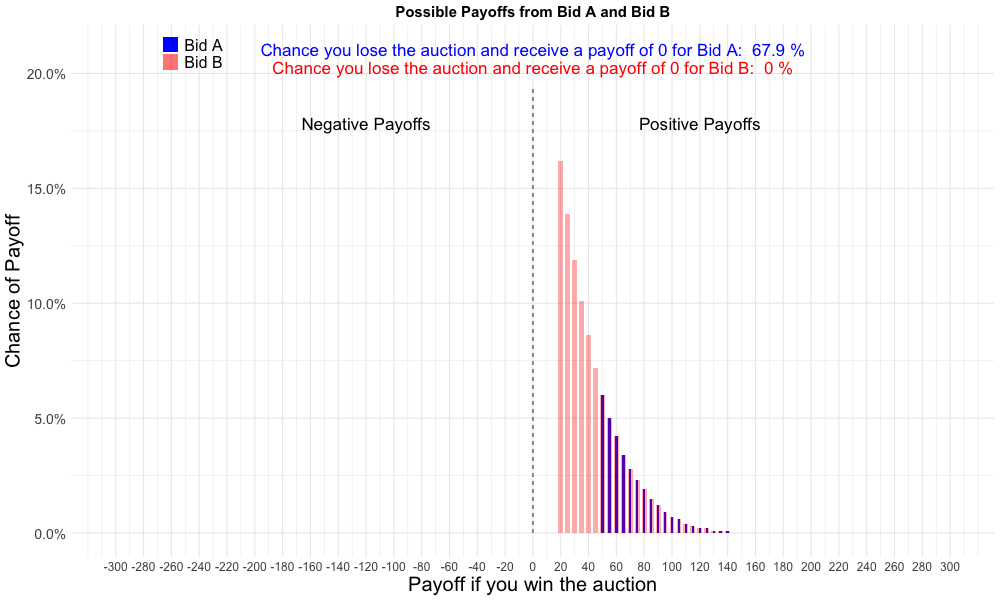 Possible Payoffs from Bid A and Bid B
Bid A
Bid B
Chance you lose the auction and receive a payoff of 0 for Bid A: 67.9 %
Chance you lose the auction and receive a payoff of 0 for Bid B: 0 %
Negative Payoffs
Positive Payoffs
Chance of Payoff
20.0%
15.0%
10.0%
5.0%
0.0%
-300 -280 -260 -240 -220 -200 -180 -160 -140 -120 -100 -80 -60 -40 -20 0 20 40 60 80 100 120 140 160 180 200 220 240 260 280 300
Payoff if you win the auction